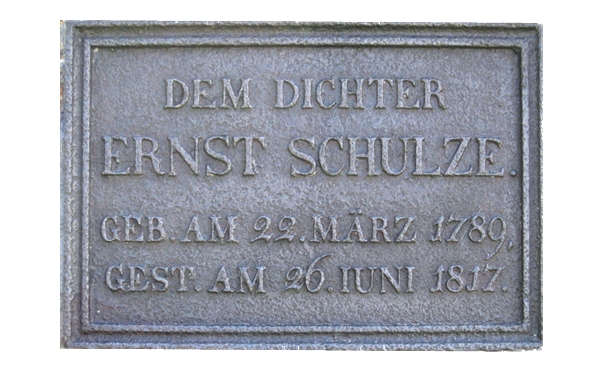 DEM DICHTER
ERNST SCHULZE.
GEB. AM 22. MÄRZ 1789,
GEST. AM 26. IUNI 1817.